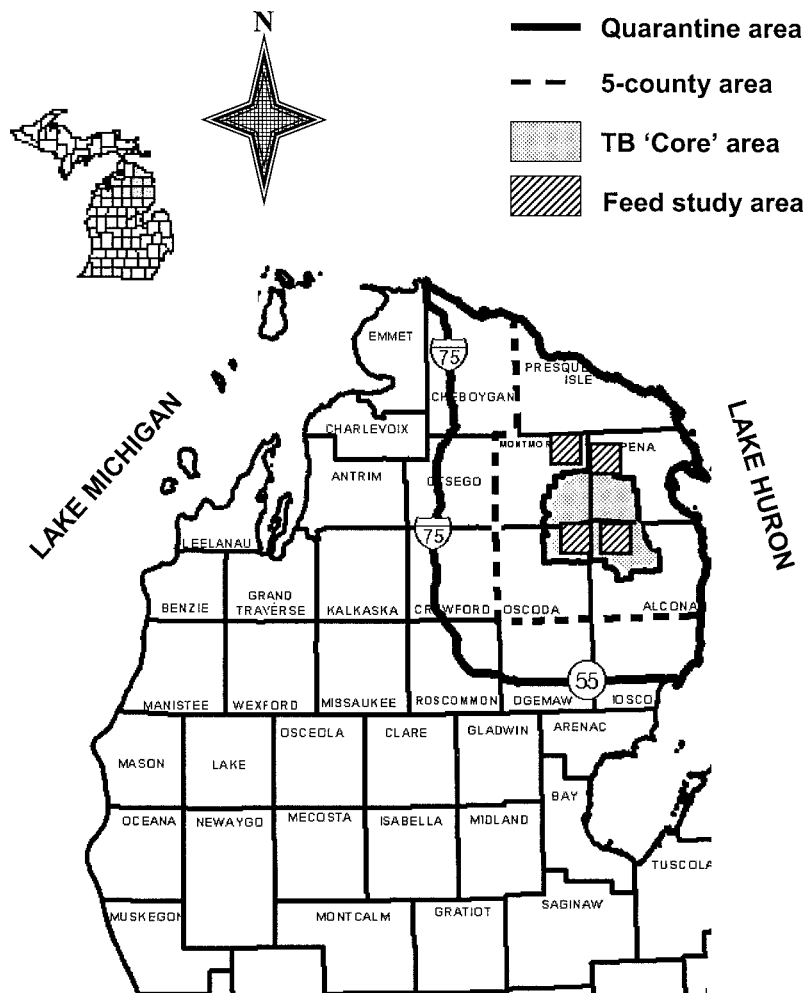 N
Quarantine area
5-county area
TB 'Core' area
Feed study area
LAKE MICHIGAN
LAKE HURON
EMMET
75
PRESQUE
ISLE
CHEBOYGAN
CHARLEVOIX
MONTMOR
PENA
ANTRIM
OTSEGO
75
LEELANAU
BENZIE
GRAND
TRAVERSE
KALKASKA
CRAWFORD
OSCODA
ALCONA
55
MANISTEE
WEXFORD
MISSAUKEE
ROSCOMMON
OGEMAW
IOSCO
OSCEOLA
CLARE
GLADWIN
ARENAC
MASON
LAKE
BAY
OCEANA
NEWAYGO
MECOSTA
ISABELLA
MIDLAND
TUSCOLA
MUSKEGON
MONTCALM
GRATIOT
SAGINAW